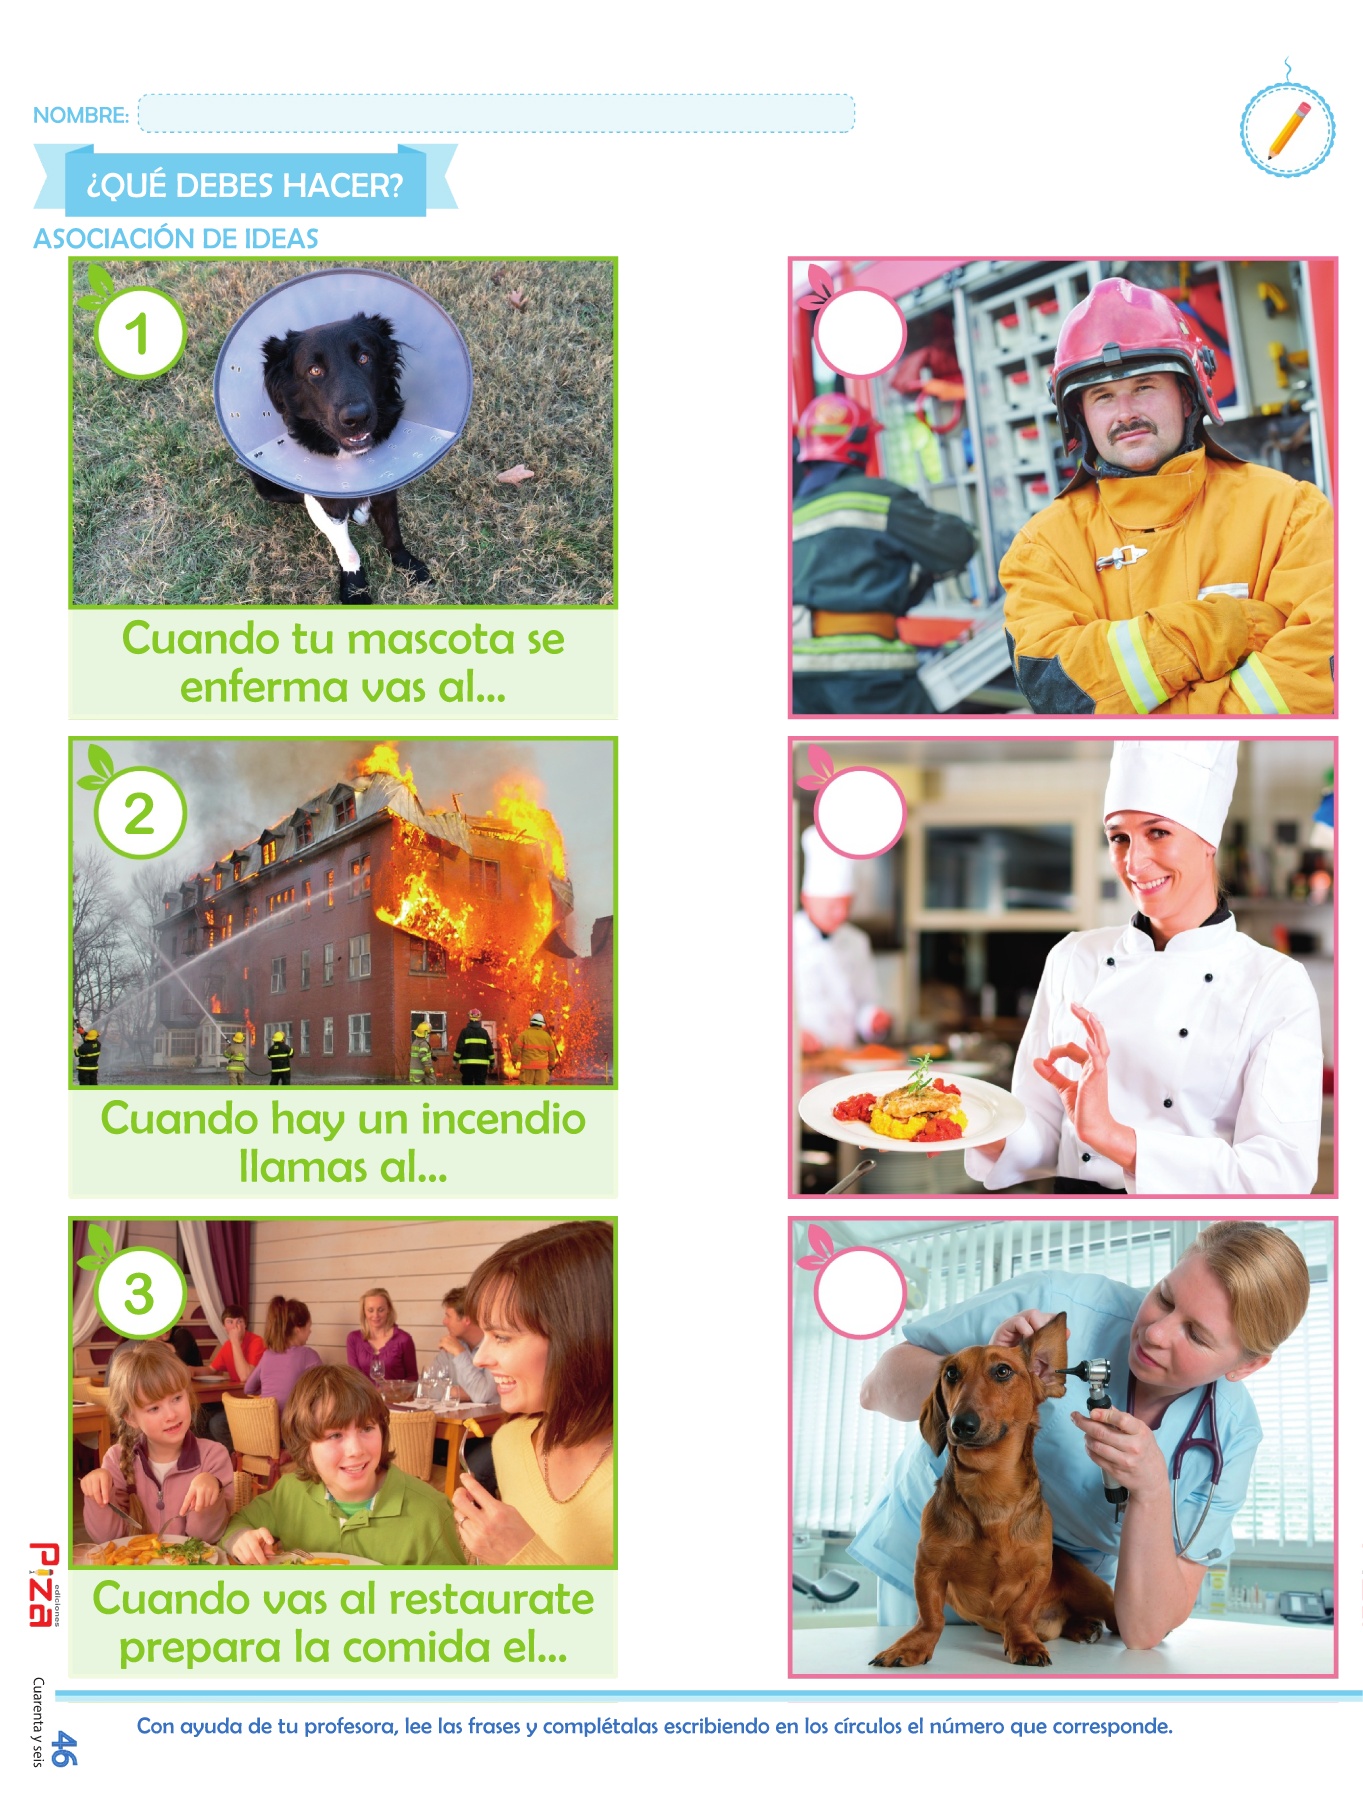 NOMBRE:
¿QUÉ DEBES HACER?
ASOCIACIÓN DE IDEAS
1
Cuando tu mascota se
enferma vas al...
2
Cuando hay un incendio
llamas al...
3
Cuando vas al restaurate
prepara la comida el...
Con ayuda de tu profesora, lee las frases y complétalas escribiendo en los círculos el número que corresponde.
PIZA
ediciones
Cuarenta y seis
46